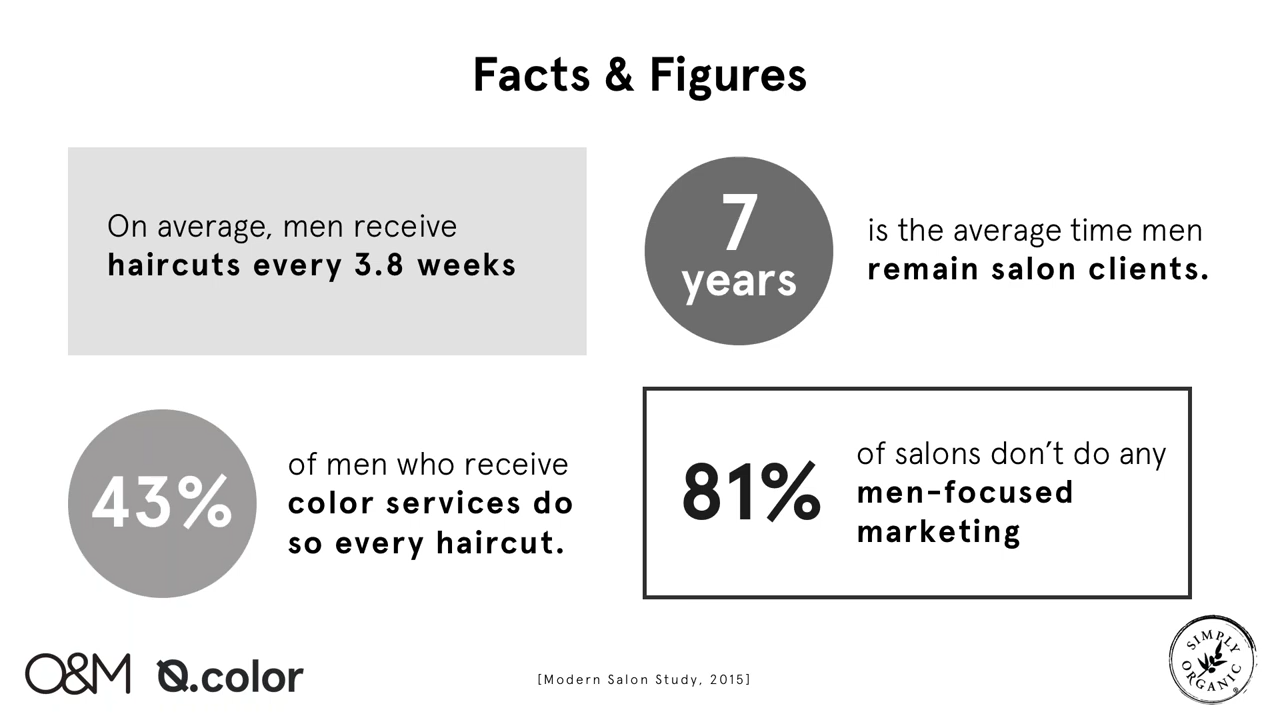 Facts & Figures
On average, men receive
haircuts every 3.8 weeks
7
years
is the average time men
remain salon clients.
43%
of men who receive
color services do
so every haircut.
81%
of salons don’t do any
men-focused
marketing
O&M
Ø.color
[Modern Salon Study, 2015]
SIMPLY
ORGANIC®